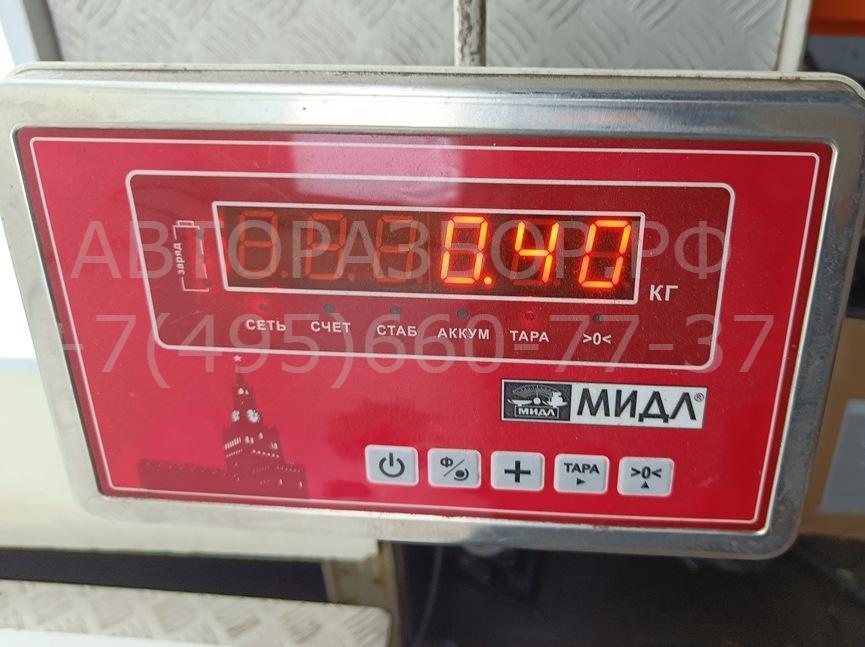 0.40
КГ
заряд
СЕТЬ СЧЕТ СТАБ АККУМ ТАРА >0<
МИДЛ
МИДЛ®
Ф ТАРА >0<
АВТОРАЗБОР.РФ
+7(495)660-77-37